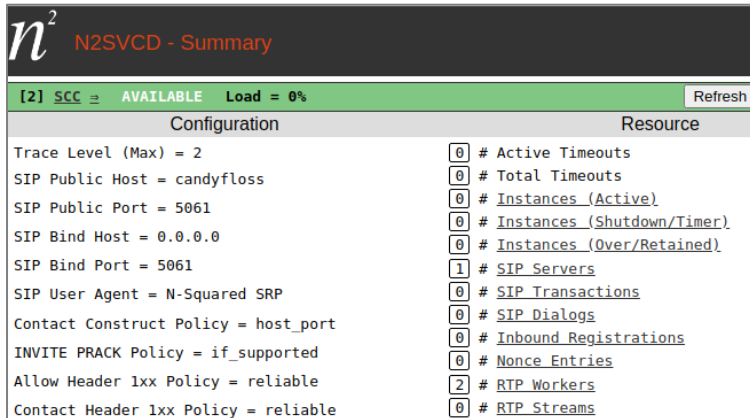 n²
N2SVCD - Summary
[2] SCC ⇒ AVAILABLE Load = 0% Refresh
Configuration
Trace Level (Max) = 2
SIP Public Host = candyfloss
SIP Public Port = 5061
SIP Bind Host = 0.0.0.0
SIP Bind Port = 5061
SIP User Agent = N-Squared SRP
Contact Construct Policy = host_port
INVITE PRACK Policy = if_supported
Allow Header 1xx Policy = reliable
Contact Header 1xx Policy = reliable
Resource
0 # Active Timeouts
0 # Total Timeouts
0 # Instances (Active)
0 # Instances (Shutdown/Timer)
0 # Instances (Over/Retained)
1 # SIP Servers
0 # SIP Transactions
0 # SIP Dialogs
0 # Inbound Registrations
0 # Nonce Entries
2 # RTP Workers
0 # RTP Streams